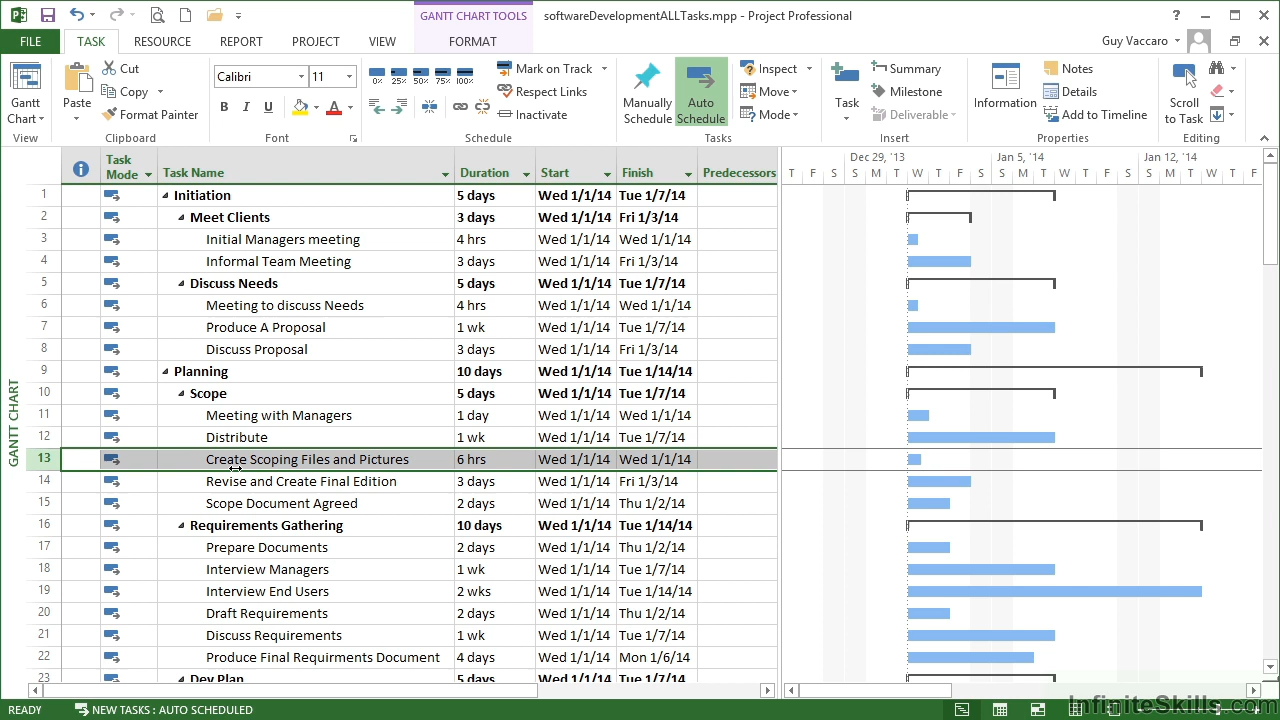 GANTT CHART TOOLS
softwareDevelopmentALLTasks.mpp - Project Professional
FILE TASK RESOURCE REPORT PROJECT VIEW FORMAT Guy Vaccaro
Gantt Chart
Paste
Cut
Copy
Format Painter
Calibri 11
B I U A
0% 25% 50% 75% 100%
Mark on Track
Respect Links
Inactivate
Manually Schedule
Auto Schedule
Inspect
Move
Mode
Task
Summary
Milestone
Deliverable
Information
Notes
Details
Add to Timeline
Scroll to Task
View Clipboard Font Schedule Tasks Insert Properties Editing
Task Mode Task Name Duration Start Finish Predecessors
Dec 29, '13 Jan 5, '14 Jan 12, '14
T F S S M T W T F S S M T W T F S S M T W T F
1 Initiation 5 days Wed 1/1/14 Tue 1/7/14
2 Meet Clients 3 days Wed 1/1/14 Fri 1/3/14
3 Initial Managers meeting 4 hrs Wed 1/1/14 Wed 1/1/14
4 Informal Team Meeting 3 days Wed 1/1/14 Fri 1/3/14
5 Discuss Needs 5 days Wed 1/1/14 Tue 1/7/14
6 Meeting to discuss Needs 4 hrs Wed 1/1/14 Wed 1/1/14
7 Produce A Proposal 1 wk Wed 1/1/14 Tue 1/7/14
8 Discuss Proposal 3 days Wed 1/1/14 Fri 1/3/14
9 Planning 10 days Wed 1/1/14 Tue 1/14/14
10 Scope 5 days Wed 1/1/14 Tue 1/7/14
11 Meeting with Managers 1 day Wed 1/1/14 Wed 1/1/14
12 Distribute 1 wk Wed 1/1/14 Tue 1/7/14
13 Create Scoping Files and Pictures 6 hrs Wed 1/1/14 Wed 1/1/14
14 Revise and Create Final Edition 3 days Wed 1/1/14 Fri 1/3/14
15 Scope Document Agreed 2 days Wed 1/1/14 Thu 1/2/14
16 Requirements Gathering 10 days Wed 1/1/14 Tue 1/14/14
17 Prepare Documents 2 days Wed 1/1/14 Thu 1/2/14
18 Interview Managers 1 wk Wed 1/1/14 Tue 1/7/14
19 Interview End Users 2 wks Wed 1/1/14 Tue 1/14/14
20 Draft Requirements 2 days Wed 1/1/14 Thu 1/2/14
21 Discuss Requirements 1 wk Wed 1/1/14 Tue 1/7/14
22 Produce Final Requirments Document 4 days Wed 1/1/14 Mon 1/6/14
23 Dev Plan 5 days Wed 1/1/14 Tue 1/7/14
GANTT CHART
READY NEW TASKS : AUTO SCHEDULED
InfiniteSkills.com